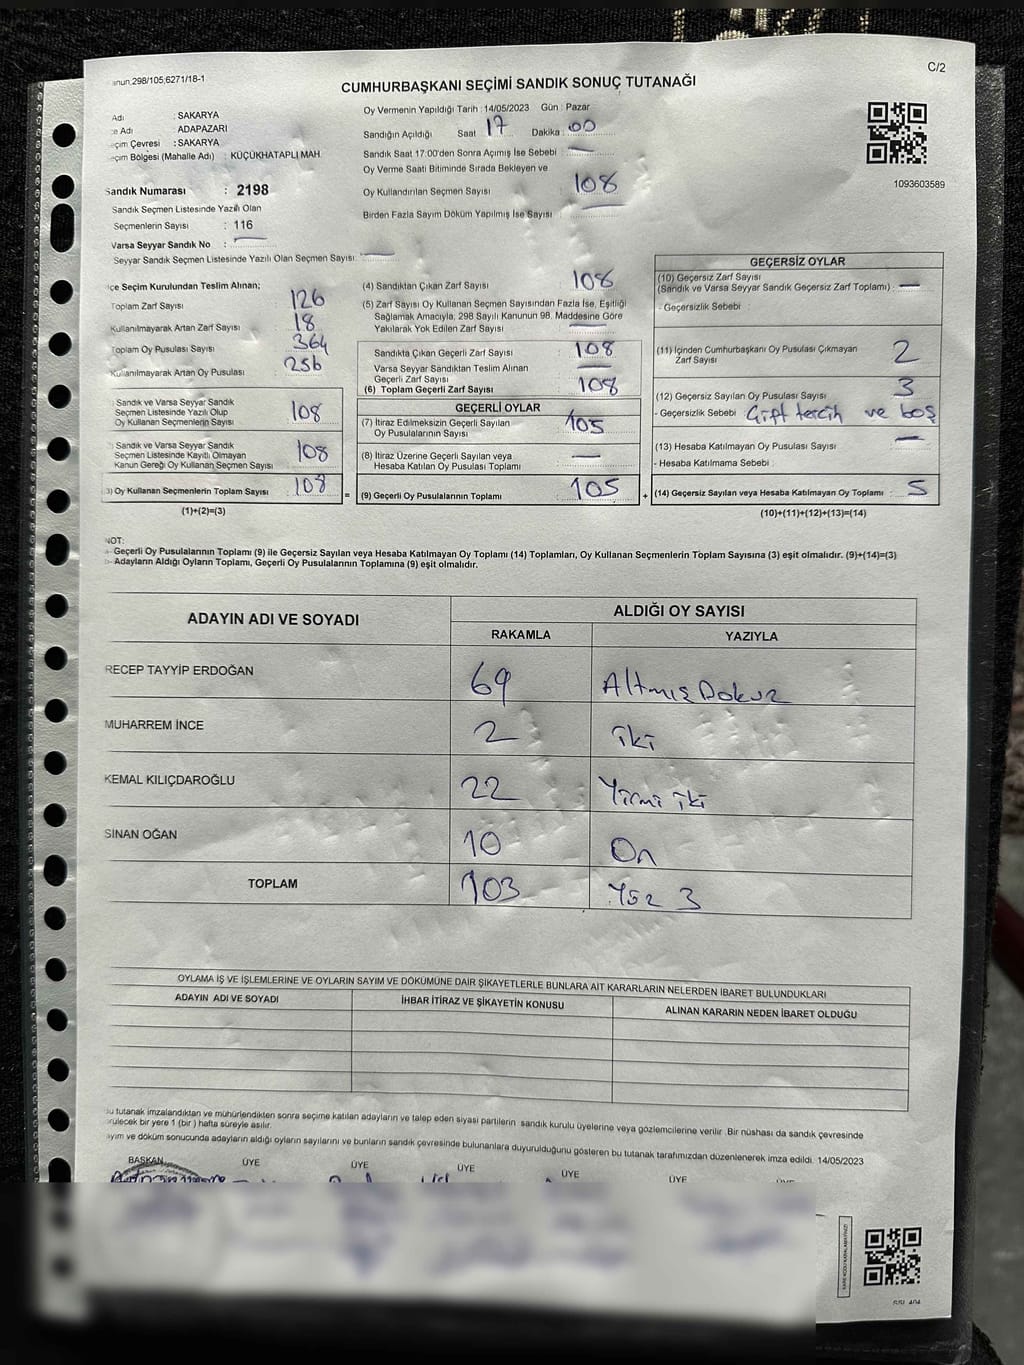 anun:298/105;6271/18-1
C/2
CUMHURBAŞKANI SEÇİMİ SANDIK SONUÇ TUTANAĞI
Adı : SAKARYA
çe Adı : ADAPAZARI
eçim Çevresi : SAKARYA
eçim Bölgesi (Mahalle Adı) : KÜÇÜKHATAPLI MAH.
Sandık Numarası : 2198
Sandık Seçmen Listesinde Yazılı Olan
Seçmenlerin Sayısı : 116
Varsa Seyyar Sandık No :
Seyyar Sandık Seçmen Listesinde Yazılı Olan Seçmen Sayısı:
Oy Vermenin Yapıldığı Tarih : 14/05/2023 Gün : Pazar
Sandığın Açıldığı Saat 17 Dakika : 00
Sandık Saat 17:00'den Sonra Açımış İse Sebebi :
Oy Verme Saati Bitiminde Sırada Bekleyen ve
Oy Kullandırılan Seçmen Sayısı : 108
Birden Fazla Sayım Döküm Yapılmış İse Sayısı
1093603589
lçe Seçim Kurulundan Teslim Alınan;
Toplam Zarf Sayısı 126
Kullanılmayarak Artan Zarf Sayısı 18
Toplam Oy Pusulası Sayısı 364
Kullanılmayarak Artan Oy Pusulası 256
) Sandık ve Varsa Seyyar Sandık
Seçmen Listesinde Yazılı Olup
Oy Kullanan Seçmenlerin Sayısı 108
) Sandık ve Varsa Seyyar Sandık
Seçmen Listesinde Kayıtlı Olmayan
Kanun Gereği Oy Kullanan Seçmen Sayısı 108
3) Oy Kullanan Seçmenlerin Toplam Sayısı 108 =
(1)+(2)=(3)
(4) Sandıktan Çıkan Zarf Sayısı 108
(5) Zarf Sayısı Oy Kullanan Seçmen Sayısından Fazla İse, Eşitliği
Sağlamak Amacıyla, 298 Sayılı Kanunun 98. Maddesine Göre
Yakılarak Yok Edilen Zarf Sayısı
Sandıkta Çıkan Geçerli Zarf Sayısı 108
Varsa Seyyar Sandıktan Teslim Alınan
Geçerli Zarf Sayısı
(6) Toplam Geçerli Zarf Sayısı 108
GEÇERLİ OYLAR
(7) İtiraz Edilmeksizin Geçerli Sayılan
Oy Pusulalarının Sayısı 105
(8) İtiraz Üzerine Geçerli Sayılan veya
Hesaba Katılan Oy Pusulası Toplamı
(9) Geçerli Oy Pusulalarının Toplamı 105 +
GEÇERSİZ OYLAR
(10) Geçersiz Zarf Sayısı
(Sandık ve Varsa Seyyar Sandık Geçersiz Zarf Toplamı) :
- Geçersizlik Sebebi :
(11) İçinden Cumhurbaşkanı Oy Pusulası Çıkmayan
Zarf Sayısı 2
(12) Geçersiz Sayılan Oy Pusulası Sayısı 3
- Geçersizlik Sebebi : Çift tercih ve boş
(13) Hesaba Katılmayan Oy Pusulası Sayısı
- Hesaba Katılmama Sebebi :
(14) Geçersiz Sayılan veya Hesaba Katılmayan Oy Toplamı : 5
(10)+(11)+(12)+(13)=(14)
NOT:
a- Geçerli Oy Pusulalarının Toplamı (9) ile Geçersiz Sayılan veya Hesaba Katılmayan Oy Toplamı (14) Toplamları, Oy Kullanan Seçmenlerin Toplam Sayısına (3) eşit olmalıdır. (9)+(14)=(3)
b- Adayların Aldığı Oyların Toplamı, Geçerli Oy Pusulalarının Toplamına (9) eşit olmalıdır.
ADAYIN ADI VE SOYADI ALDIĞI OY SAYISI
RAKAMLA YAZIYLA
RECEP TAYYİP ERDOĞAN 69 Altmış Dokuz
MUHARREM İNCE 2 iki
KEMAL KILIÇDAROĞLU 22 Yirmi iki
SİNAN OĞAN 10 On
TOPLAM 103 Yüz 3
OYLAMA İŞ VE İŞLEMLERİNE VE OYLARIN SAYIM VE DÖKÜMÜNE DAİR ŞİKAYETLERLE BUNLARA AİT KARARLARIN NELERDEN İBARET BULUNDUKLARI
ADAYIN ADI VE SOYADI İHBAR İTİRAZ VE ŞİKAYETİN KONUSU ALINAN KARARIN NEDEN İBARET OLDUĞU
Bu tutanak imzalandıktan ve mühürlendikten sonra seçime katılan adayların ve talep eden siyasi partilerin sandık kurulu üyelerine veya gözlemcilerine verilir. Bir nüshası da sandık çevresinde
örülecek bir yere 1 (bir) hafta süreyle asılır.
ayım ve döküm sonucunda adayların aldığı oyların sayılarını ve bunların sandık çevresinde bulunanlara duyurulduğunu gösteren bu tutanak tarafımızdan düzenlenerek imza edildi. 14/05/2023
BAŞKAN ÜYE ÜYE ÜYE ÜYE ÜYE ÜYE